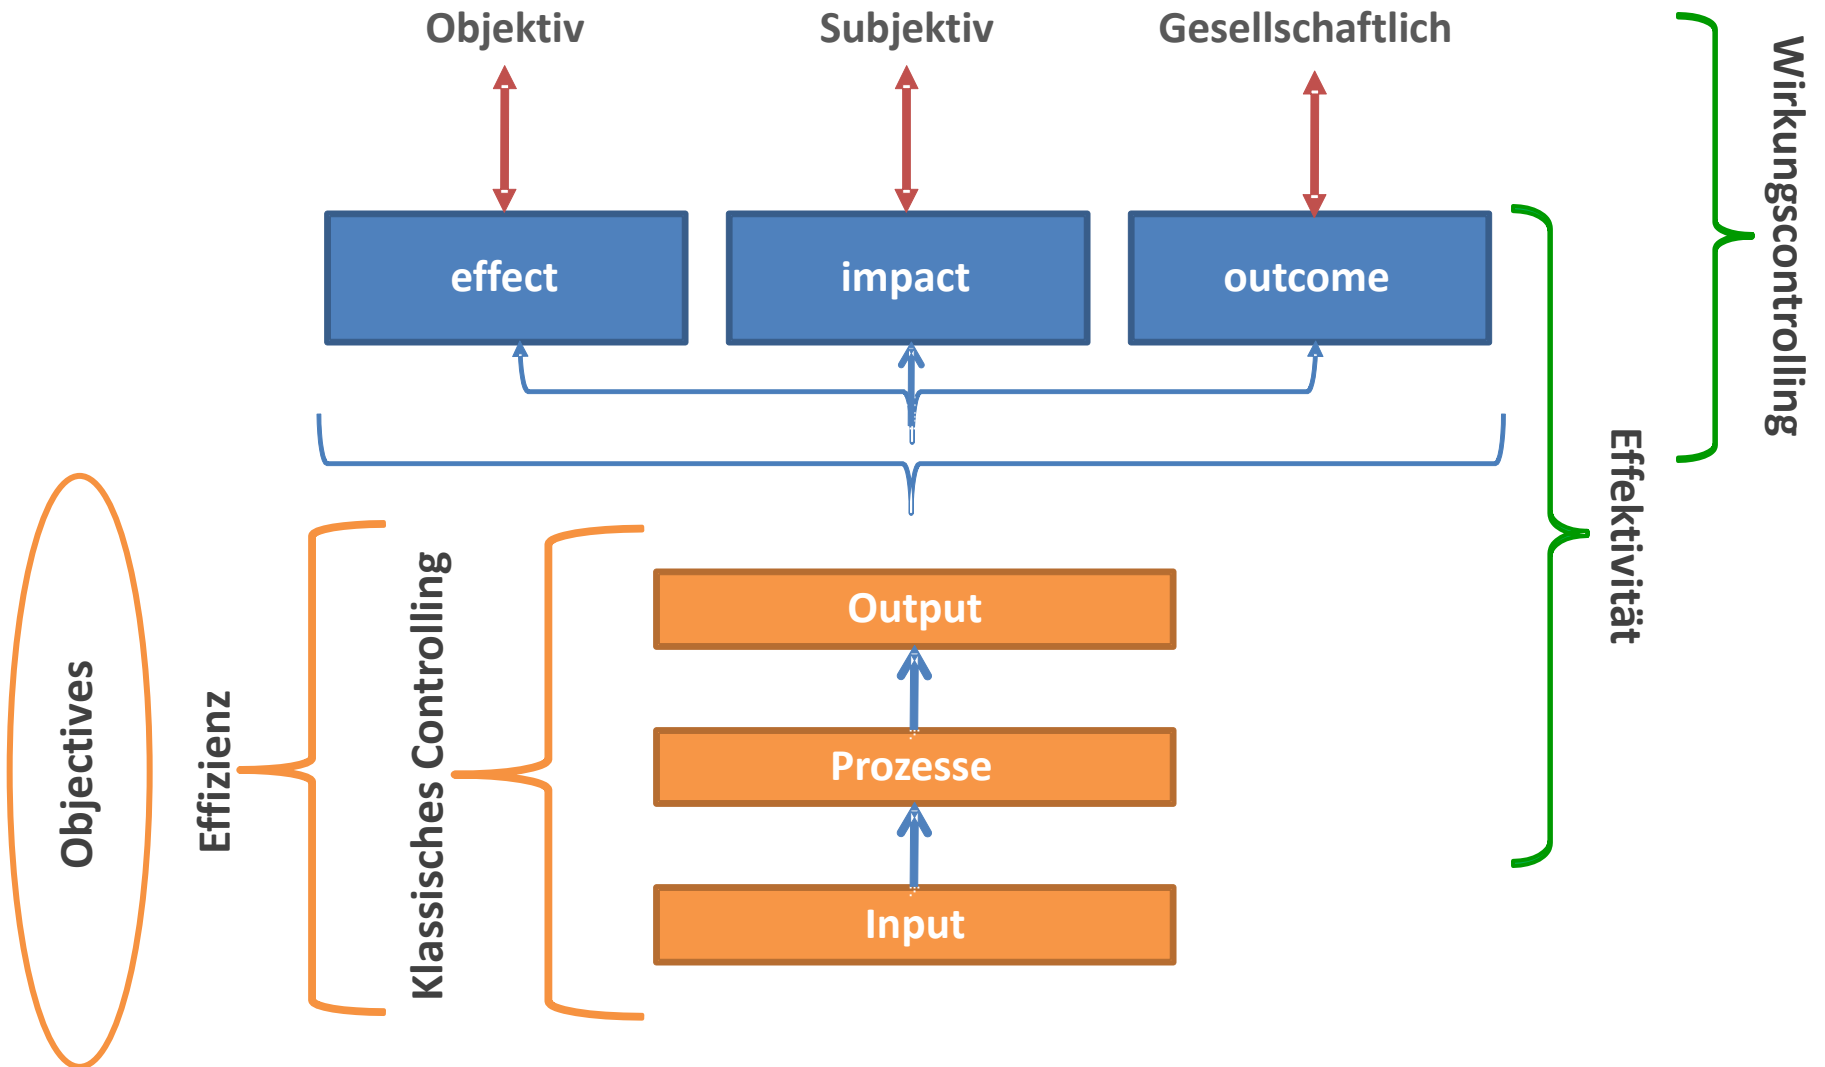 Objektiv
Subjektiv
Gesellschaftlich
Wirkungscontrolling
effect
impact
outcome
Effektivität
Objectives
Effizienz
Klassisches Controlling
Output
Prozesse
Input